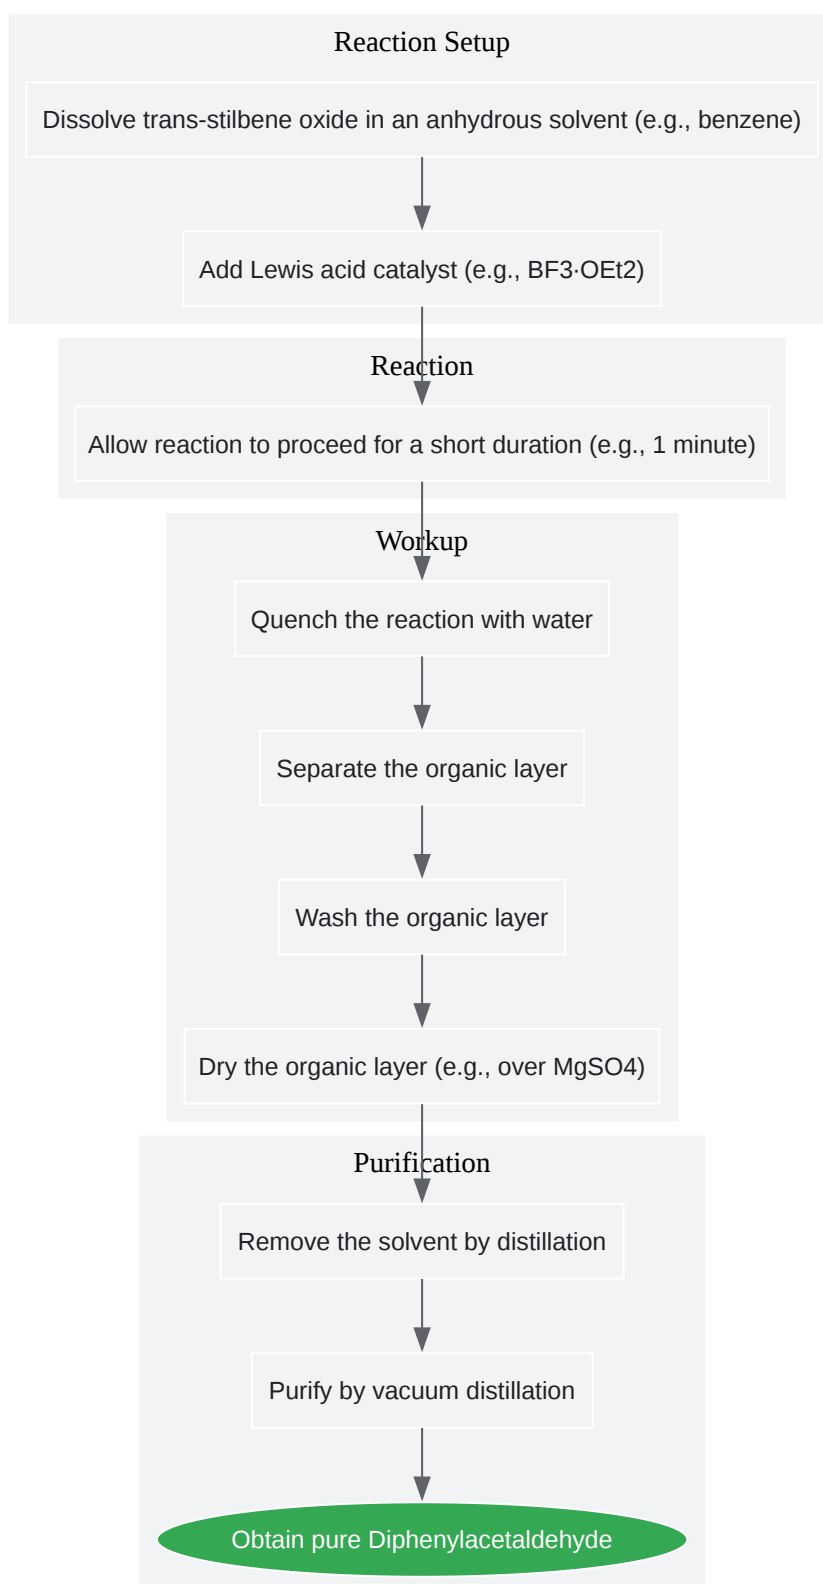 Reaction Setup
Dissolve trans-stilbene oxide in an anhydrous solvent (e.g., benzene)
Add Lewis acid catalyst (e.g., BF3·OEt2)
Reaction
Allow reaction to proceed for a short duration (e.g., 1 minute)
Workup
Quench the reaction with water
Separate the organic layer
Wash the organic layer
Dry the organic layer (e.g., over MgSO4)
Purification
Remove the solvent by distillation
Purify by vacuum distillation
Obtain pure Diphenylacetaldehyde